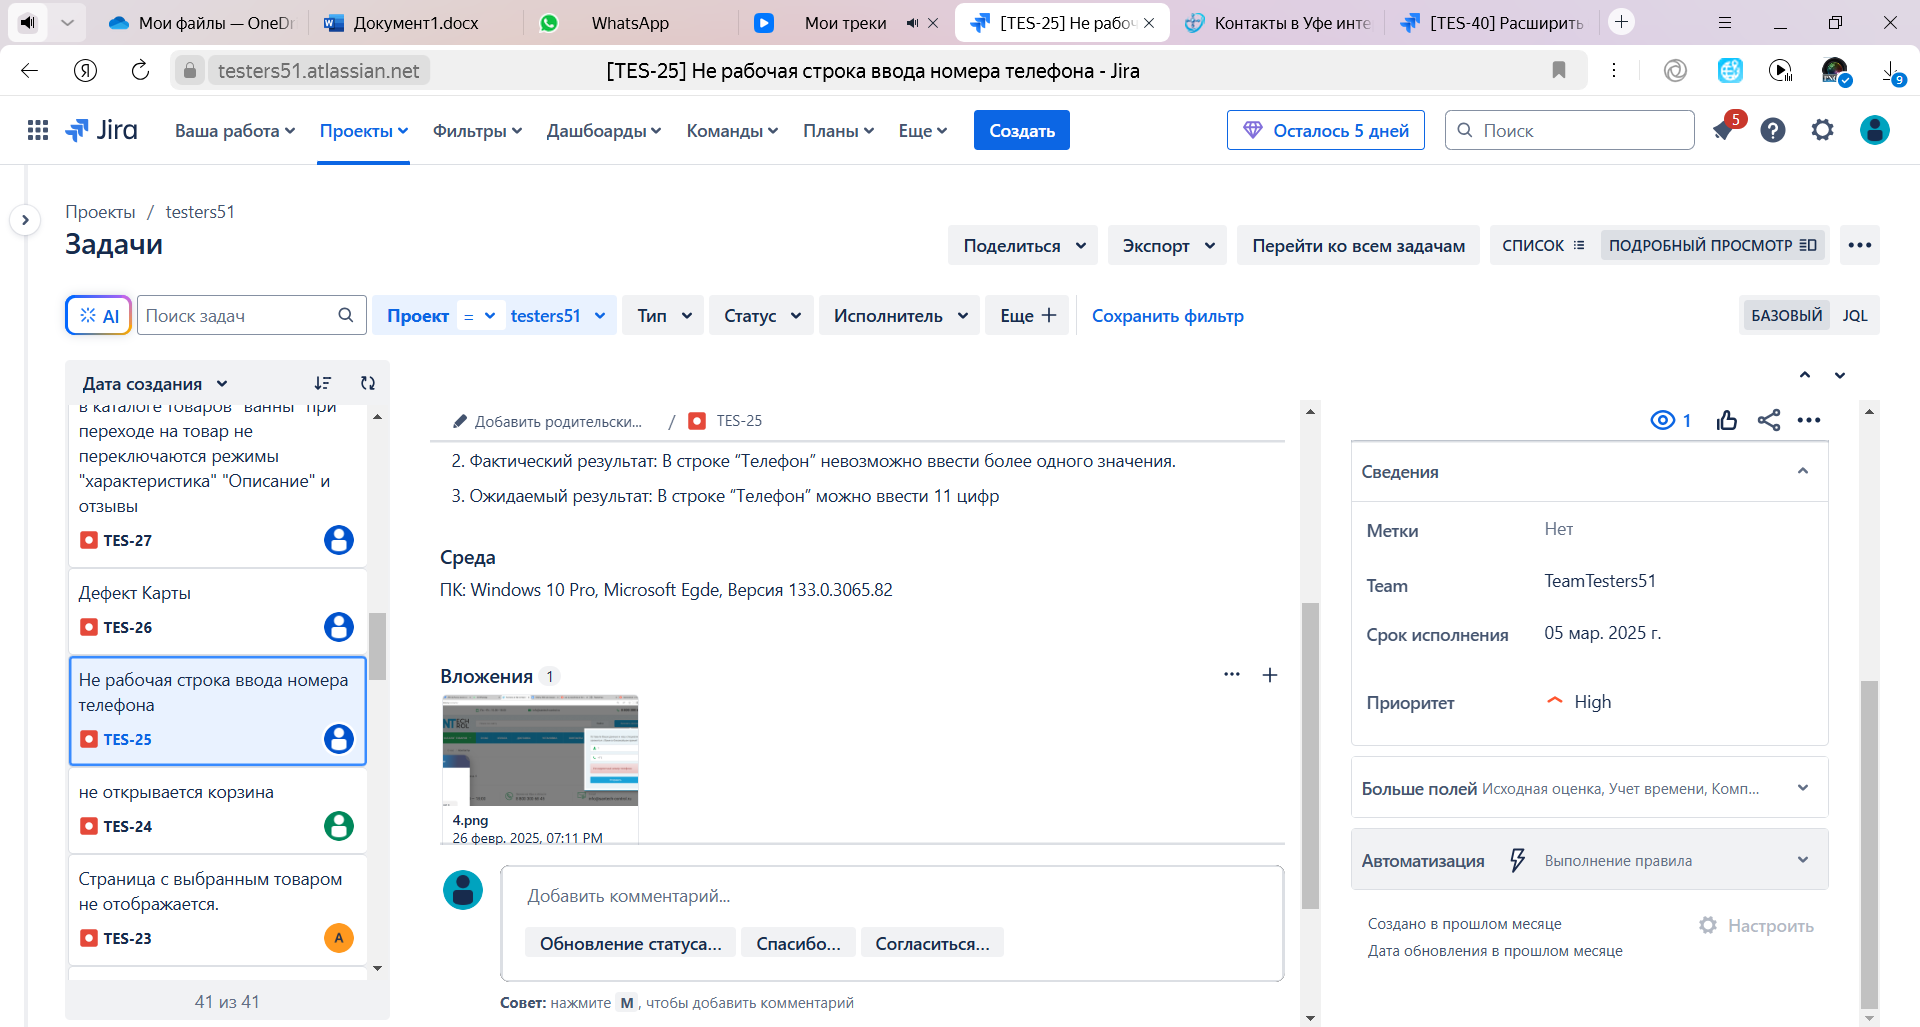 Мои файлы — OneDr
Документ1.docx
WhatsApp
Мои треки
[TES-25] Не рабоч
Контакты в Уфе инте
[TES-40] Расширить
testers51.atlassian.net
[TES-25] Не рабочая строка ввода номера телефона - Jira
9
Jira
Ваша работа
Проекты
Фильтры
Дашборды
Команды
Планы
Еще
Создать
Осталось 5 дней
Поиск
5
Проекты / testers51
Задачи
Поделиться
Экспорт
Перейти ко всем задачам
СПИСОК
ПОДРОБНЫЙ ПРОСМОТР
AI
Поиск задач
Проект = testers51
Тип
Статус
Исполнитель
Еще
Сохранить фильтр
БАЗОВЫЙ
JQL
Дата создания
в каталоге товаров "ванны" при
переходе на товар не
переключаются режимы
"характеристика" "Описание" и
отзывы
TES-27
Дефект Карты
TES-26
Не рабочая строка ввода номера
телефона
TES-25
не открывается корзина
TES-24
Страница с выбранным товаром
не отображается.
TES-23
A
41 из 41
Добавить родительски... / TES-25
2. Фактический результат: В строке “Телефон” невозможно ввести более одного значения.
3. Ожидаемый результат: В строке “Телефон” можно ввести 11 цифр
Среда
ПК: Windows 10 Pro, Microsoft Egde, Версия 133.0.3065.82
Вложения 1
4.png
26 февр. 2025, 07:11 PM
Добавить комментарий...
Обновление статуса...
Спасибо...
Согласиться...
Совет: нажмите M, чтобы добавить комментарий
1
Сведения
Метки
Нет
Team
TeamTesters51
Срок исполнения
05 мар. 2025 г.
Приоритет
High
Больше полей Исходная оценка, Учет времени, Комп...
Автоматизация
Выполнение правила
Создано в прошлом месяце
Дата обновления в прошлом месяце
Настроить